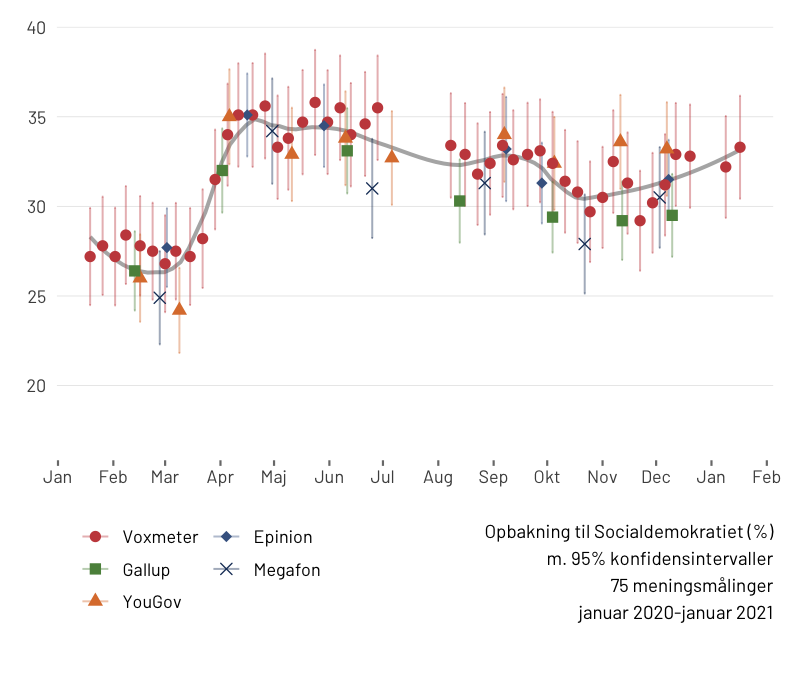 40
35
30
25
20
Jan Feb Mar Apr Maj Jun Jul Aug Sep Okt Nov Dec Jan Feb
Voxmeter Epinion
Gallup Megafon
YouGov
Opbakning til Socialdemokratiet (%)
m. 95% konfidensintervaller
75 meningsmålinger
januar 2020-januar 2021